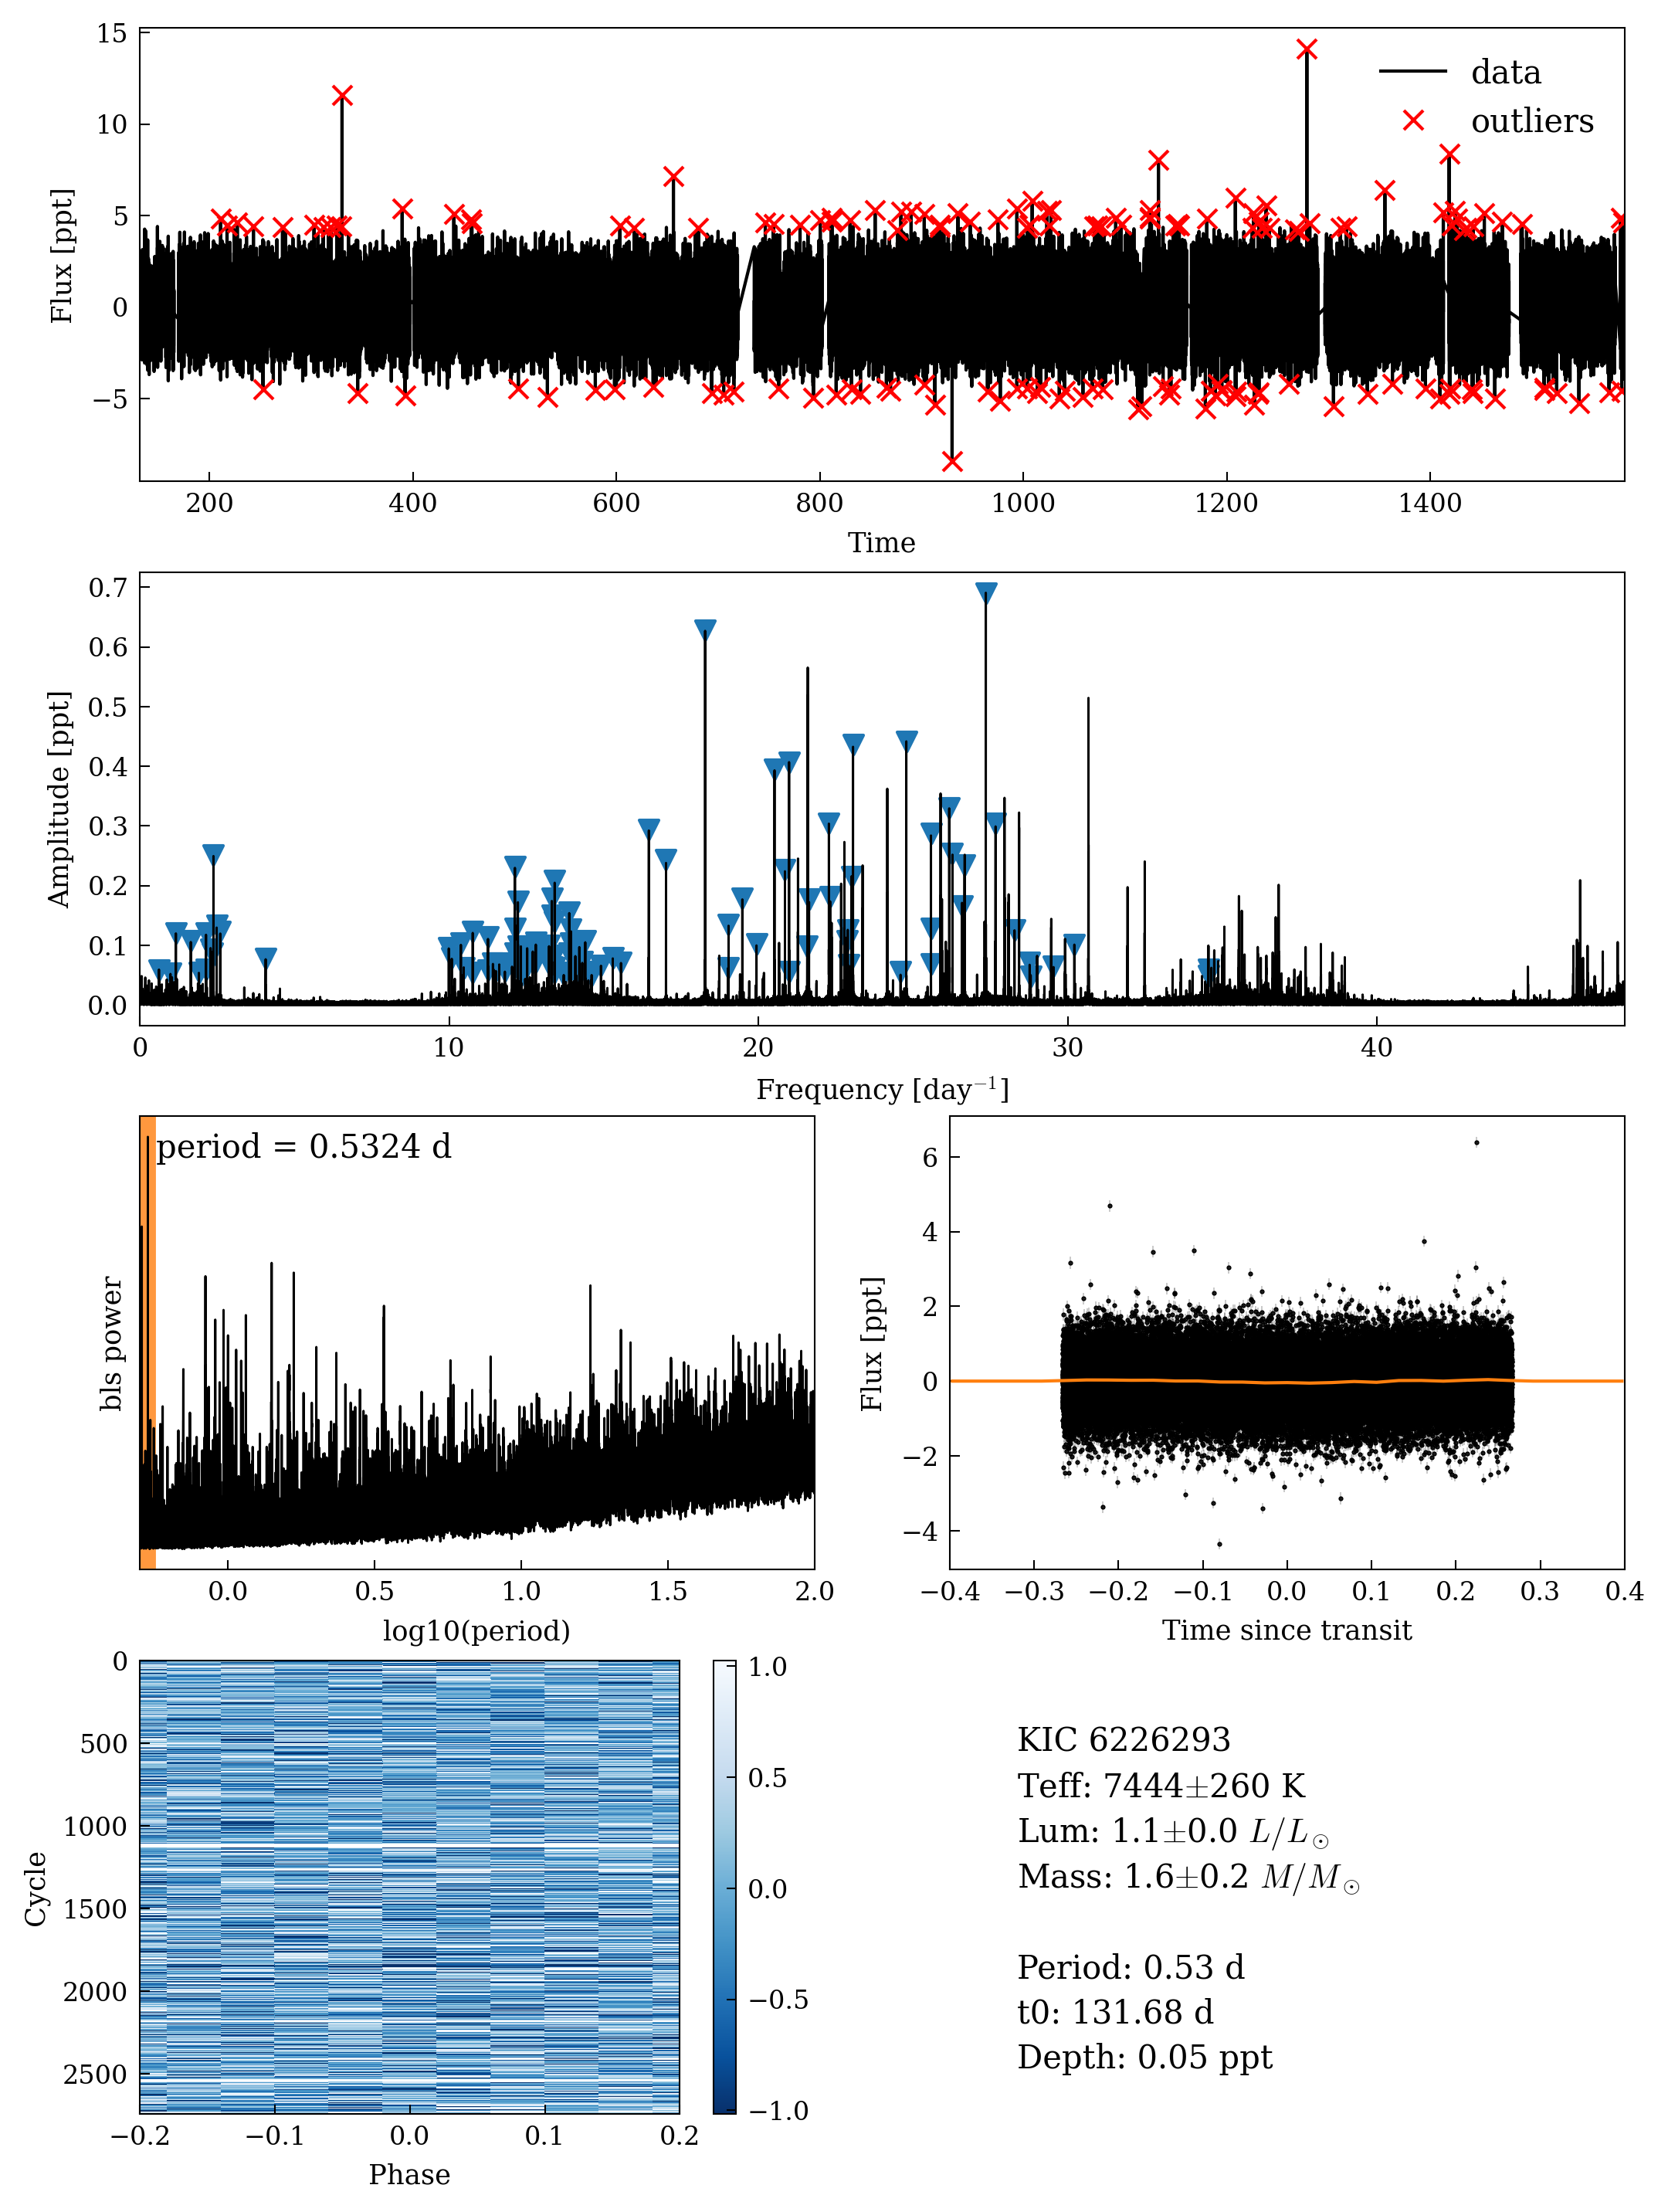 15
10
5
0
−5
Flux [ppt]
data
outliers
200 400 600 800 1000 1200 1400
Time
0.7
0.6
0.5
0.4
0.3
0.2
0.1
0.0
Amplitude [ppt]
0 10 20 30 40
Frequency [day−1]
period = 0.5324 d
bls power
0.0 0.5 1.0 1.5 2.0
log10(period)
6
4
2
0
−2
−4
Flux [ppt]
−0.4 −0.3 −0.2 −0.1 0.0 0.1 0.2 0.3 0.4
Time since transit
0
500
1000
1500
2000
2500
Cycle
−0.2 −0.1 0.0 0.1 0.2
Phase
1.0
0.5
0.0
−0.5
−1.0
KIC 6226293
Teff: 7444±260 K
Lum: 1.1±0.0 L/L⊙
Mass: 1.6±0.2 M/M⊙
Period: 0.53 d
t0: 131.68 d
Depth: 0.05 ppt